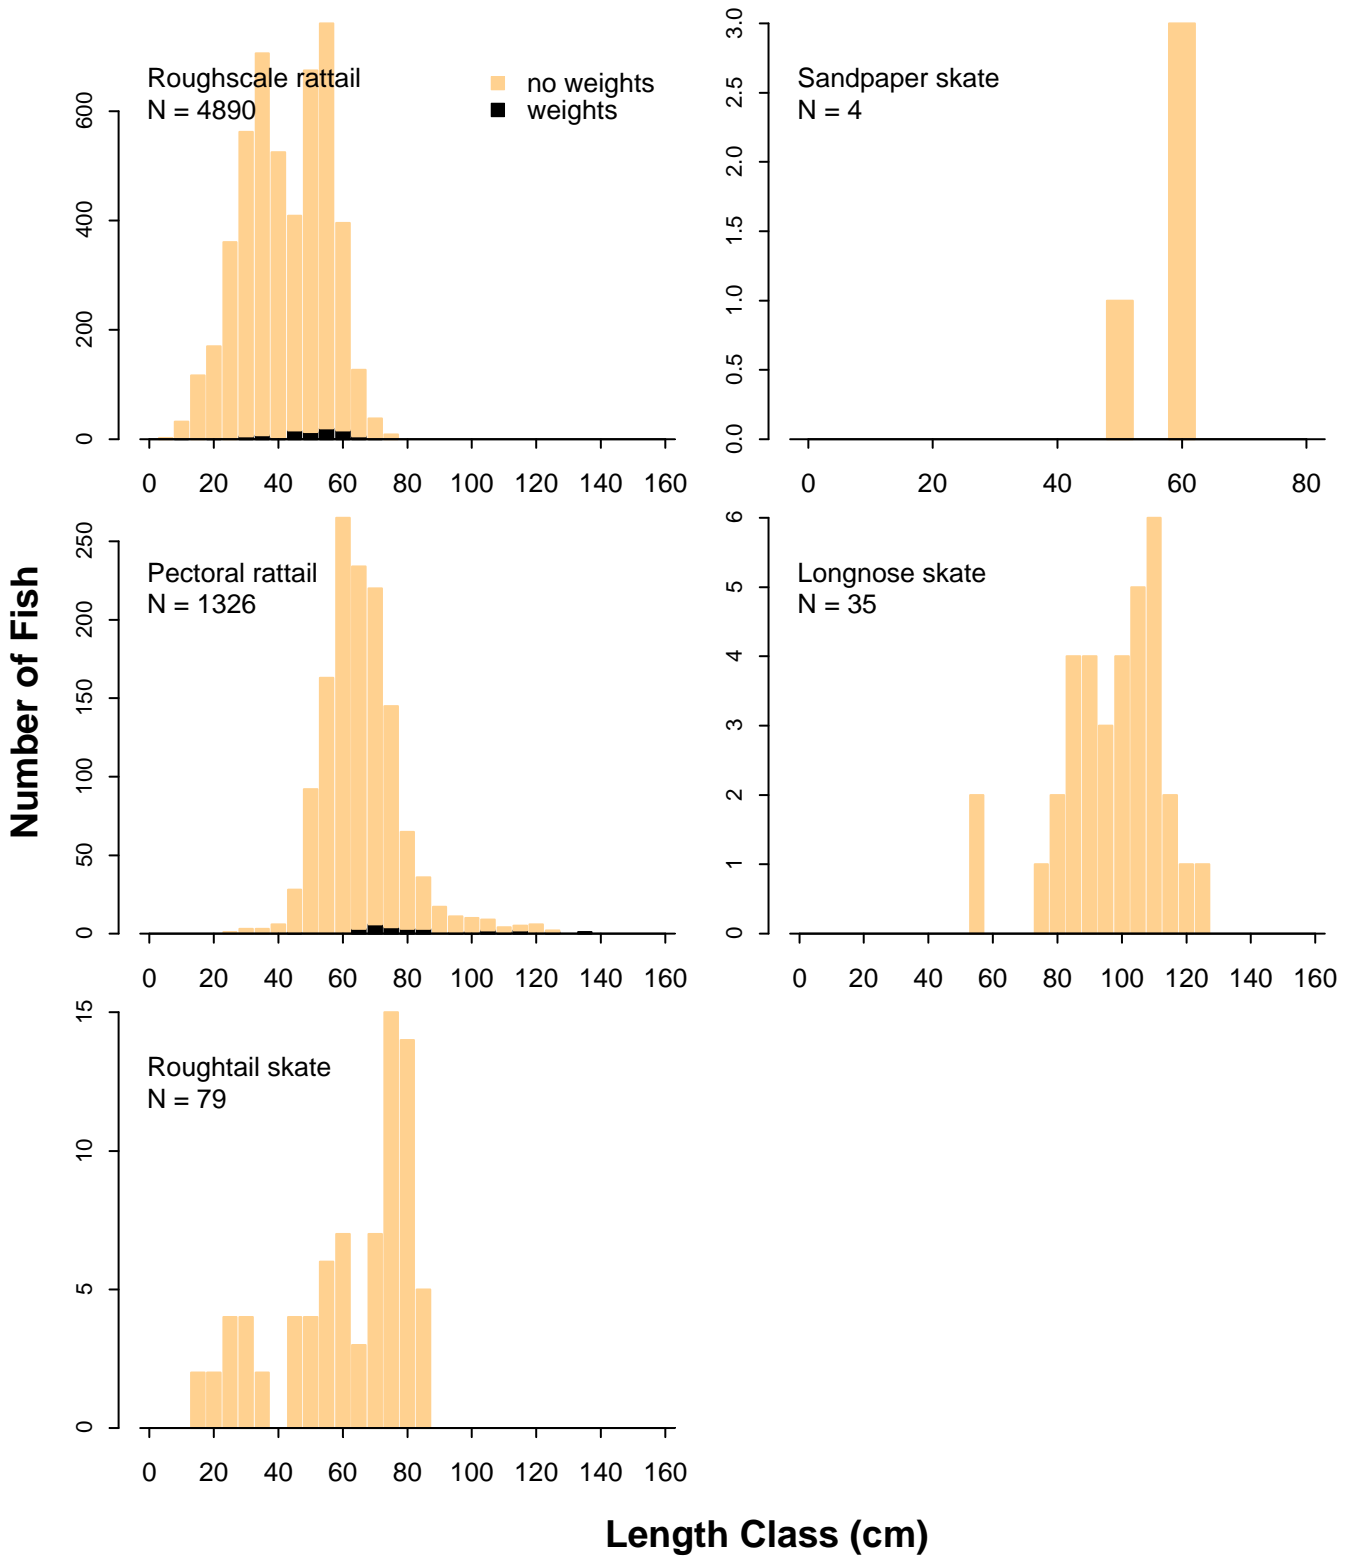 Roughscale rattail
N = 4890
no weights
weights
0 200 400 600
0 20 40 60 80 100 120 140 160
Sandpaper skate
N = 4
0.0 0.5 1.0 1.5 2.0 2.5 3.0
0 20 40 60 80
Pectoral rattail
N = 1326
0 50 100 150 200 250
0 20 40 60 80 100 120 140 160
Longnose skate
N = 35
0 1 2 3 4 5 6
0 20 40 60 80 100 120 140 160
Roughtail skate
N = 79
0 5 10 15
0 20 40 60 80 100 120 140 160
Number of Fish
Length Class (cm)